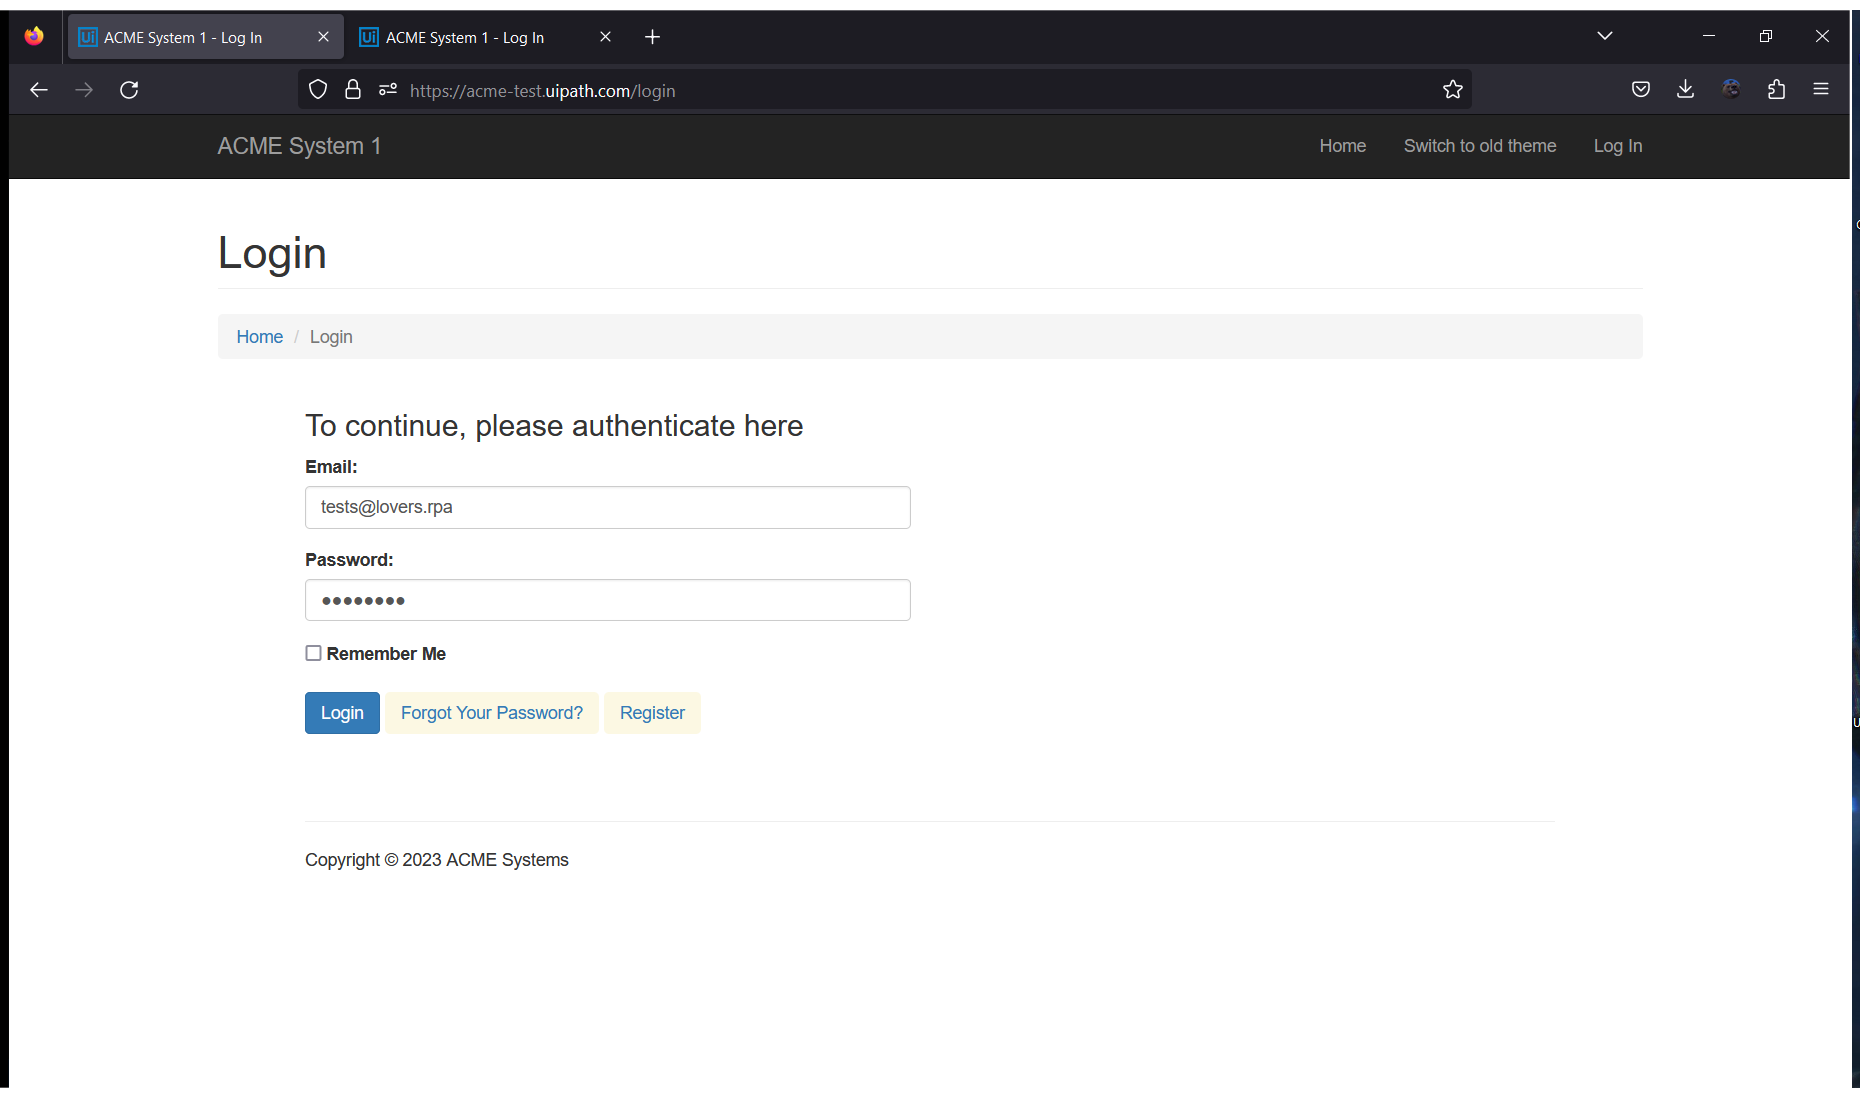 ACME System 1 - Log In
ACME System 1 - Log In
https://acme-test.uipath.com/login
ACME System 1
Home
Switch to old theme
Log In
Login
Home / Login
To continue, please authenticate here
Email:
tests@lovers.rpa
Password:
Remember Me
Login
Forgot Your Password?
Register
Copyright © 2023 ACME Systems